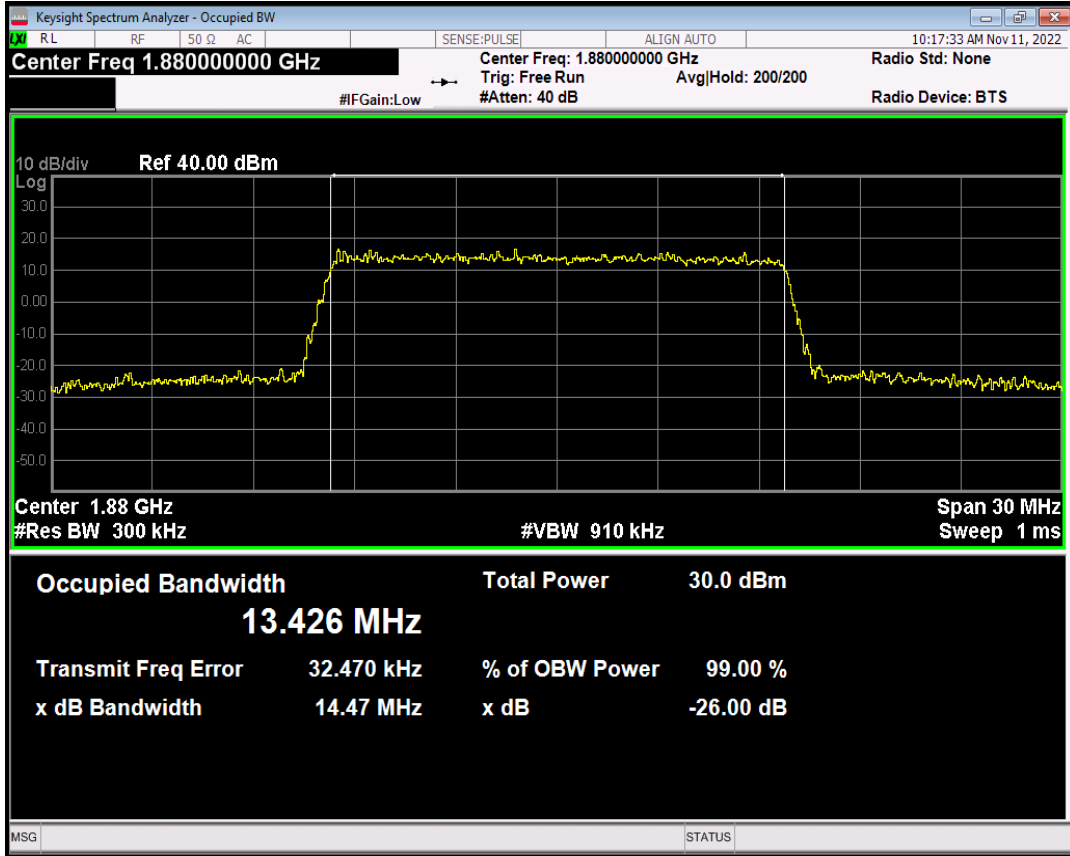 Keysight Spectrum Analyzer - Occupied BW
LXI RL RF 50 Ω AC SENSE:PULSE ALIGN AUTO 10:17:33 AM Nov 11, 2022
Center Freq 1.880000000 GHz Center Freq: 1.880000000 GHz Radio Std: None
Trig: Free Run Avg|Hold: 200/200
#IFGain:Low #Atten: 40 dB Radio Device: BTS
10 dB/div Ref 40.00 dBm
Log
30.0
20.0
10.0
0.00
-10.0
-20.0
-30.0
-40.0
-50.0
Center 1.88 GHz Span 30 MHz
#Res BW 300 kHz #VBW 910 kHz Sweep 1 ms
Occupied Bandwidth Total Power 30.0 dBm
13.426 MHz
Transmit Freq Error 32.470 kHz % of OBW Power 99.00 %
x dB Bandwidth 14.47 MHz x dB -26.00 dB
MSG STATUS